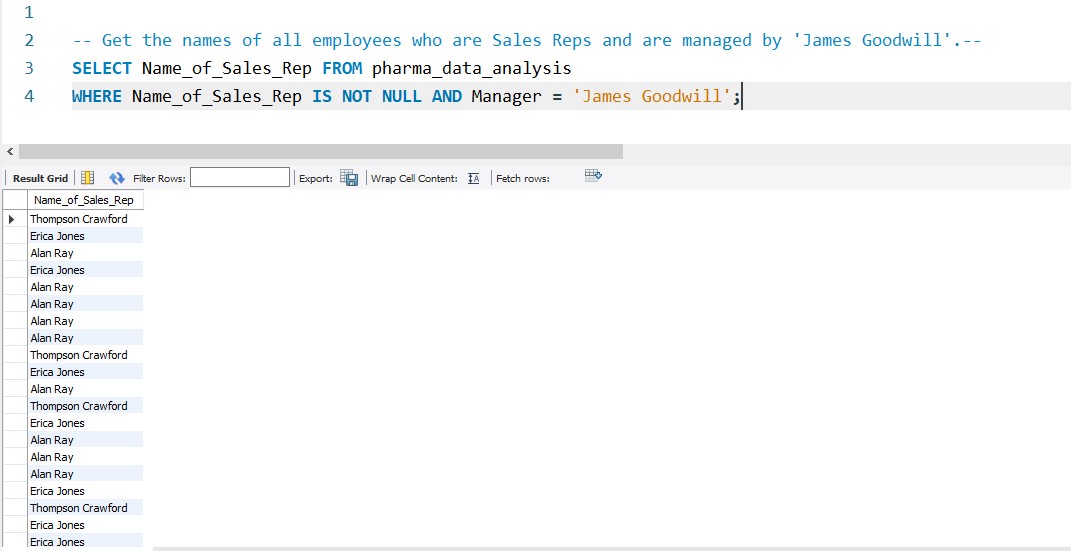 1
2 -- Get the names of all employees who are Sales Reps and are managed by 'James Goodwill'.--
3 SELECT Name_of_Sales_Rep FROM pharma_data_analysis
4 WHERE Name_of_Sales_Rep IS NOT NULL AND Manager = 'James Goodwill';
Result Grid Filter Rows: Export: Wrap Cell Content: IA Fetch rows:
Name_of_Sales_Rep
Thompson Crawford
Erica Jones
Alan Ray
Erica Jones
Alan Ray
Alan Ray
Alan Ray
Alan Ray
Thompson Crawford
Erica Jones
Alan Ray
Thompson Crawford
Erica Jones
Alan Ray
Alan Ray
Alan Ray
Erica Jones
Thompson Crawford
Erica Jones
Erica Jones